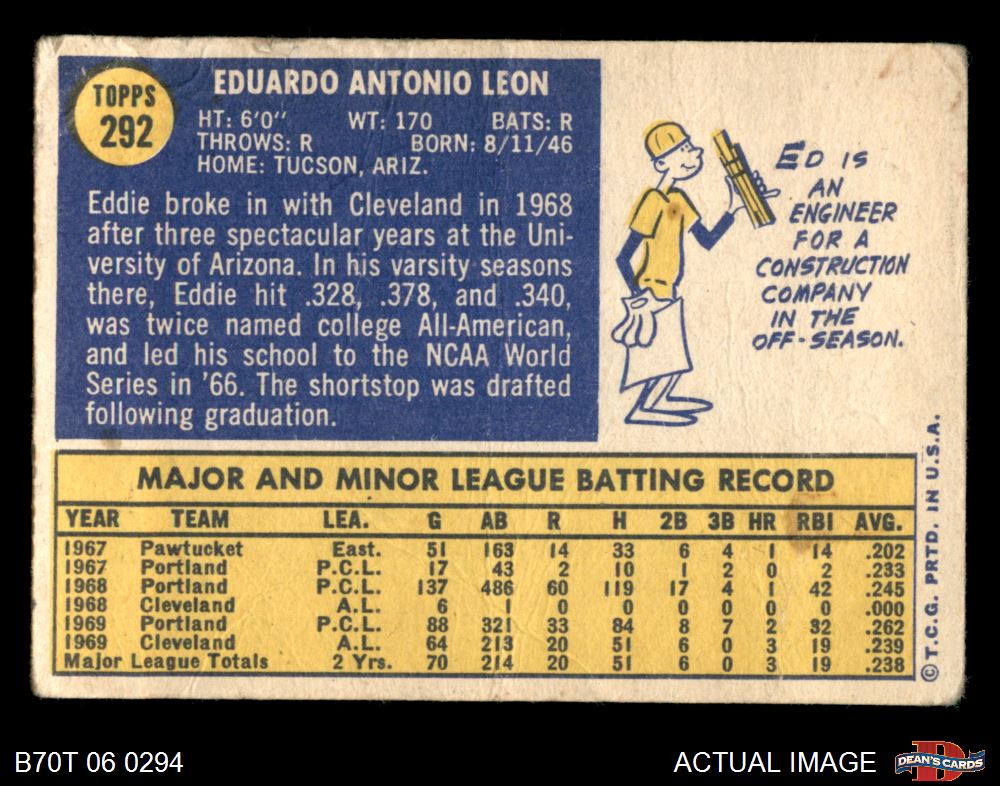 TOPPS
292
EDUARDO ANTONIO LEON
HT: 6'0" WT: 170 BATS: R
THROWS: R BORN: 8/11/46
HOME: TUCSON, ARIZ.
Eddie broke in with Cleveland in 1968
after three spectacular years at the Uni-
versity of Arizona. In his varsity seasons
there, Eddie hit .328, .378, and .340,
was twice named college All-American,
and led his school to the NCAA World
Series in '66. The shortstop was drafted
following graduation.
ED IS
AN
ENGINEER
FOR A
CONSTRUCTION
COMPANY
IN THE
OFF-SEASON.
MAJOR AND MINOR LEAGUE BATTING RECORD
YEAR TEAM LEA. G AB R H 2B 3B HR RBI AVG.
1967 Pawtucket East. 51 163 14 33 6 4 1 14 .202
1967 Portland P.C.L. 17 43 2 10 1 2 0 2 .233
1968 Portland P.C.L. 137 486 60 119 17 4 1 42 .245
1968 Cleveland A.L. 6 1 0 0 0 0 0 0 .000
1969 Portland P.C.L. 88 321 33 84 8 7 2 32 .262
1969 Cleveland A.L. 64 213 20 51 6 0 3 19 .239
Major League Totals 2 Yrs. 70 214 20 51 6 0 3 19 .238
© T.C.G. PRTD. IN U.S.A.
B70T 06 0294
ACTUAL IMAGE
D
DEAN'S CARDS